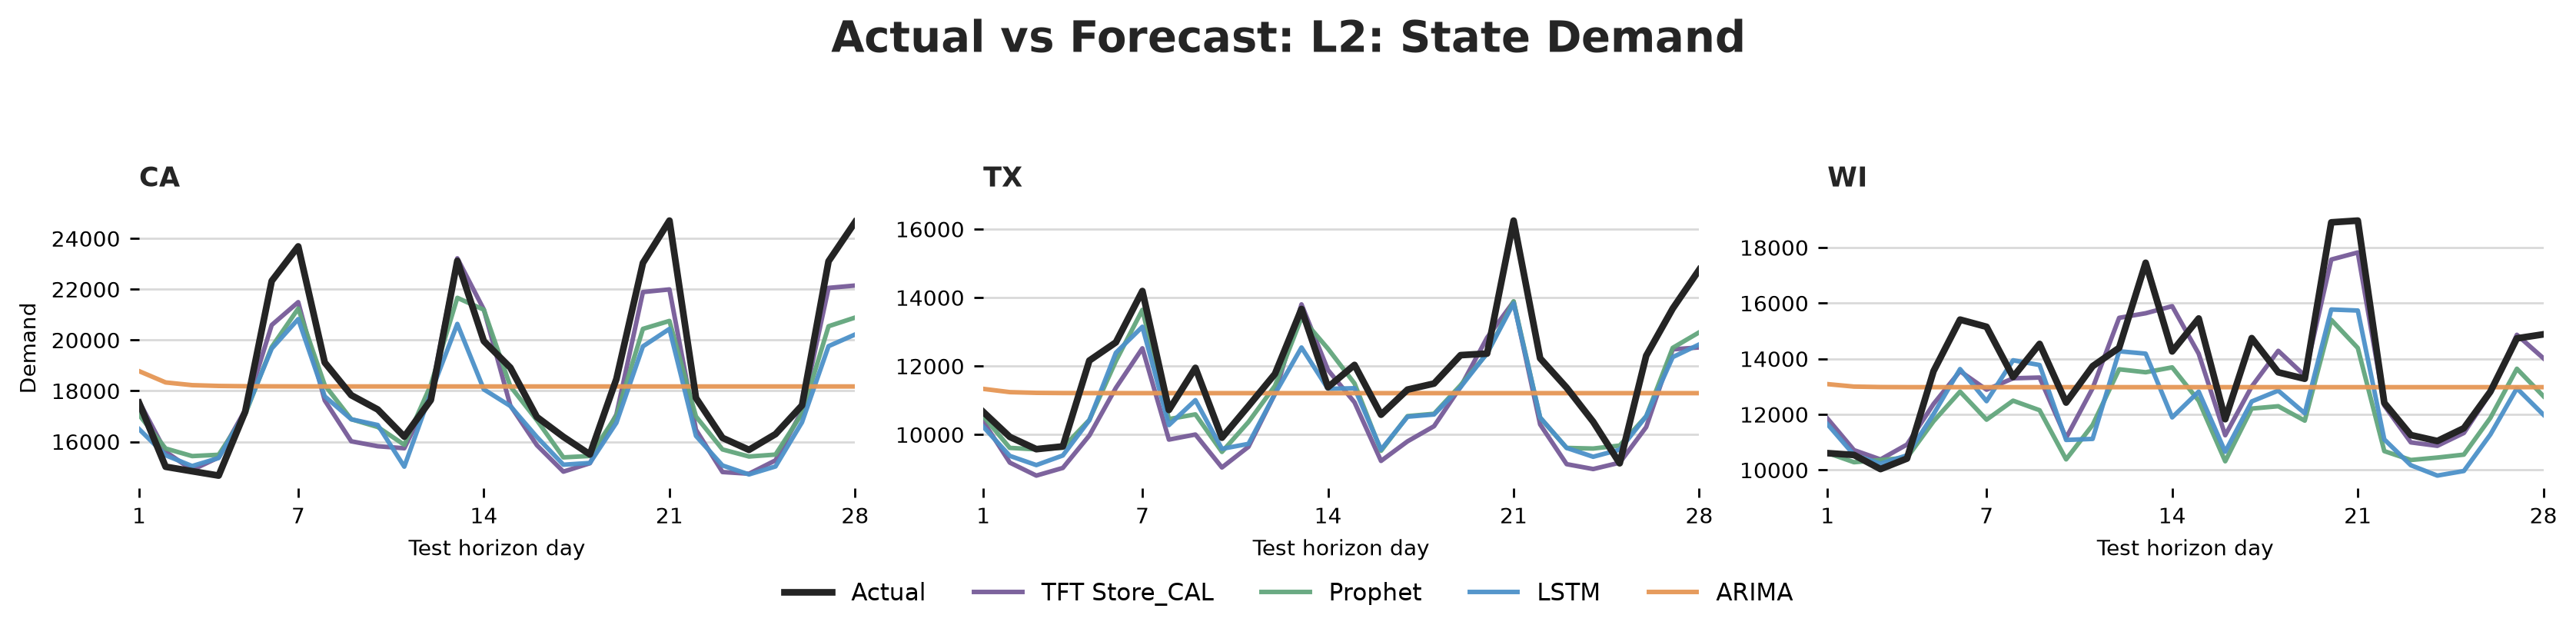 Actual vs Forecast: L2: State Demand
CA
TX
WI
Demand
24000
22000
20000
18000
16000
1 7 14 21 28
Test horizon day
16000
14000
12000
10000
1 7 14 21 28
Test horizon day
18000
16000
14000
12000
10000
1 7 14 21 28
Test horizon day
Actual TFT Store_CAL Prophet LSTM ARIMA